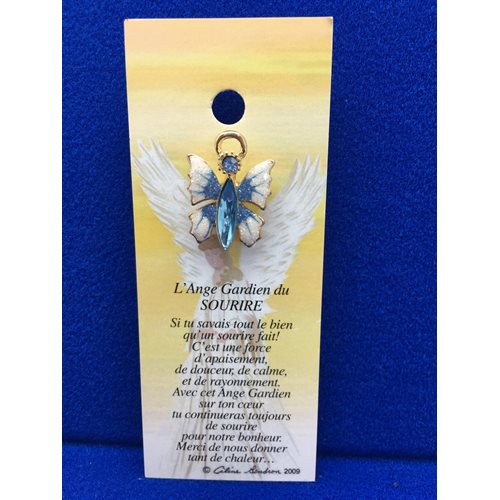 L'Ange Gardien du
SOURIRE
Si tu savais tout le bien
qu'un sourire fait!
C'est une force
d'apaisement,
de douceur, de calme,
et de rayonnement.
Avec cet Ange Gardien
sur ton cœur
tu continueras toujours
de sourire
pour notre bonheur.
Merci de nous donner
tant de chaleur...
© Céline Gendron 2009